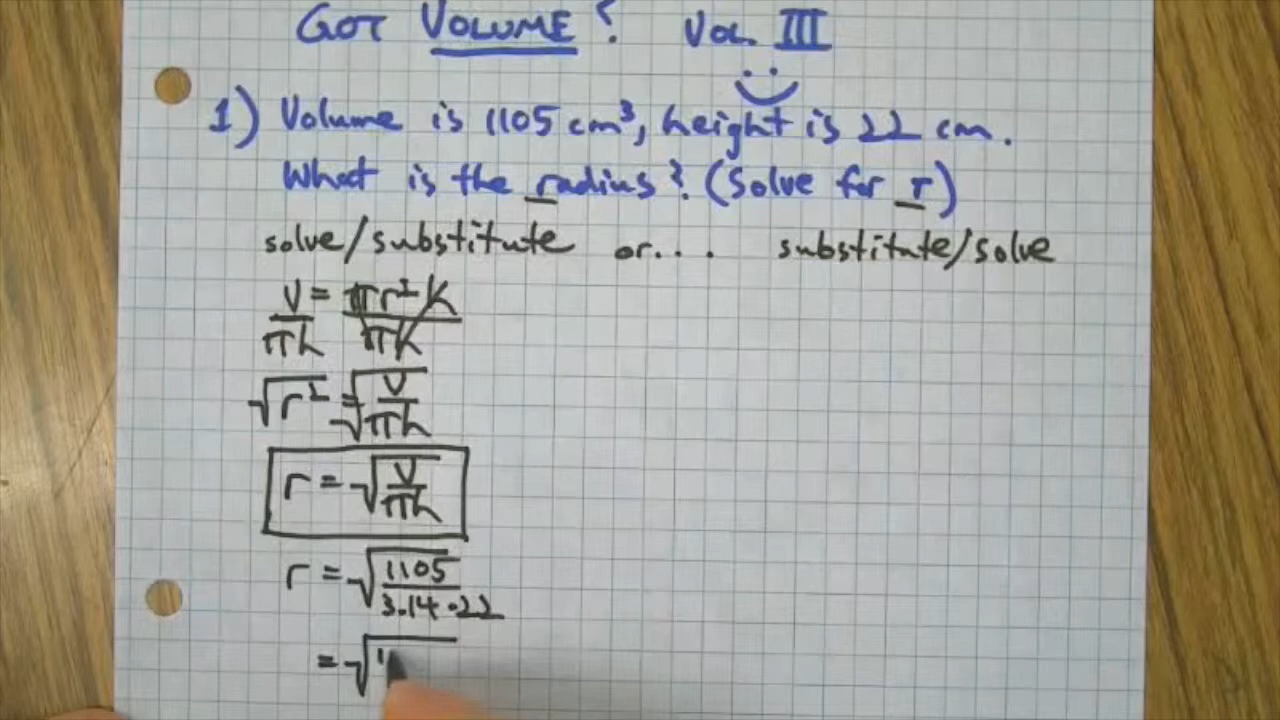 GOT VOLUME? VOL. III
1) Volume is 1105 cm³, height is 22 cm.
What is the radius? (Solve for r)
solve/substitute or.... substitute/solve
V/πh = πr²h/πh
√r² = √V/πh
r = √V/πh
r = √1105/3.14·22
= √